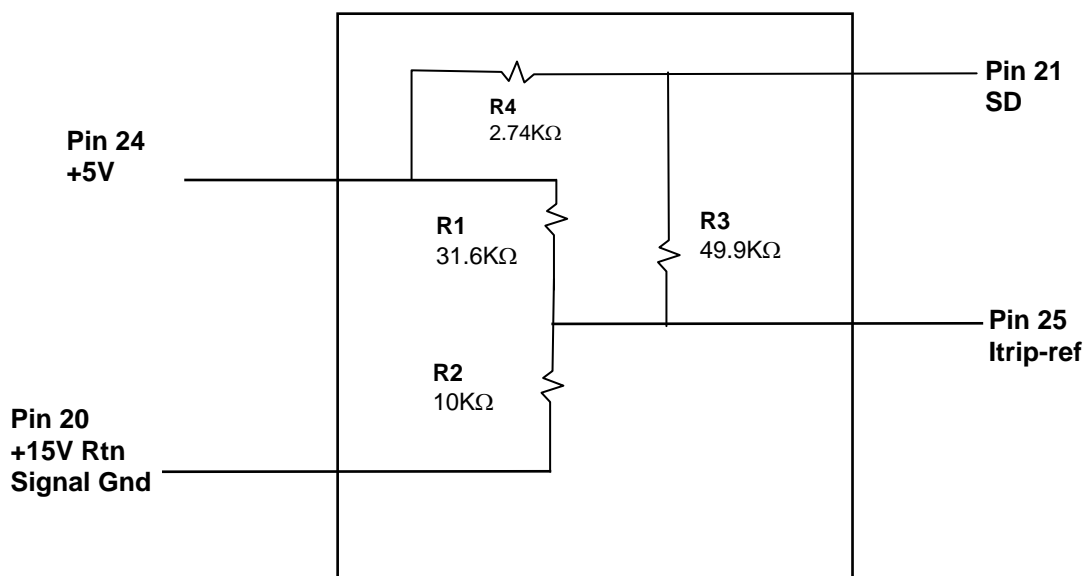 Pin 21
SD
R4
2.74KΩ
Pin 24
+5V
R1
31.6KΩ
R3
49.9KΩ
Pin 25
Itrip-ref
R2
10KΩ
Pin 20
+15V Rtn
Signal Gnd